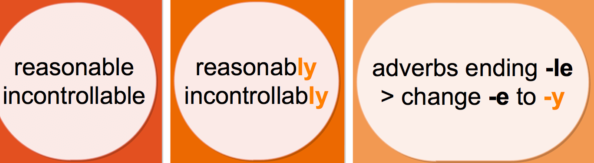 reasonable
incontrollable
reasonably
incontrollably
adverbs ending -le
> change -e to -y